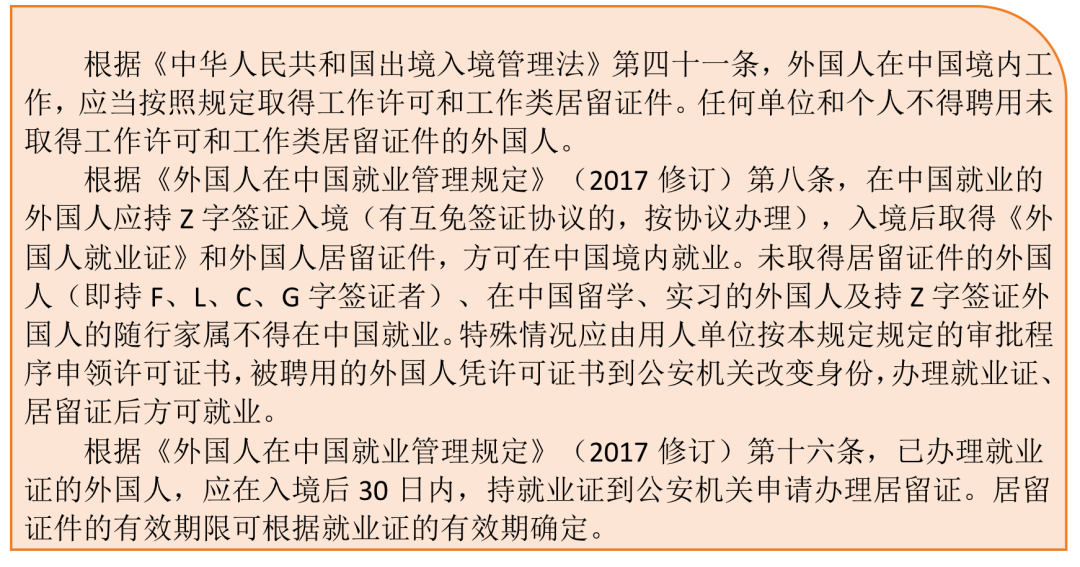 根据《中华人民共和国出境入境管理法》第四十一条，外国人在中国境内工
作，应当按照规定取得工作许可和工作类居留证件。任何单位和个人不得聘用未
取得工作许可和工作类居留证件的外国人。
根据《外国人在中国就业管理规定》（2017 修订）第八条，在中国就业的
外国人应持 Z 字签证入境（有互免签证协议的，按协议办理），入境后取得《外
国人就业证》和外国人居留证件，方可在中国境内就业。未取得居留证件的外国
人（即持 F、L、C、G 字签证者）、在中国留学、实习的外国人及持 Z 字签证外
国人的随行家属不得在中国就业。特殊情况应由用人单位按本规定规定的审批程
序申领许可证书，被聘用的外国人凭许可证书到公安机关改变身份，办理就业证、
居留证后方可就业。
根据《外国人在中国就业管理规定》（2017 修订）第十六条，已办理就业
证的外国人，应在入境后 30 日内，持就业证到公安机关申请办理居留证。居留
证件的有效期限可根据就业证的有效期确定。